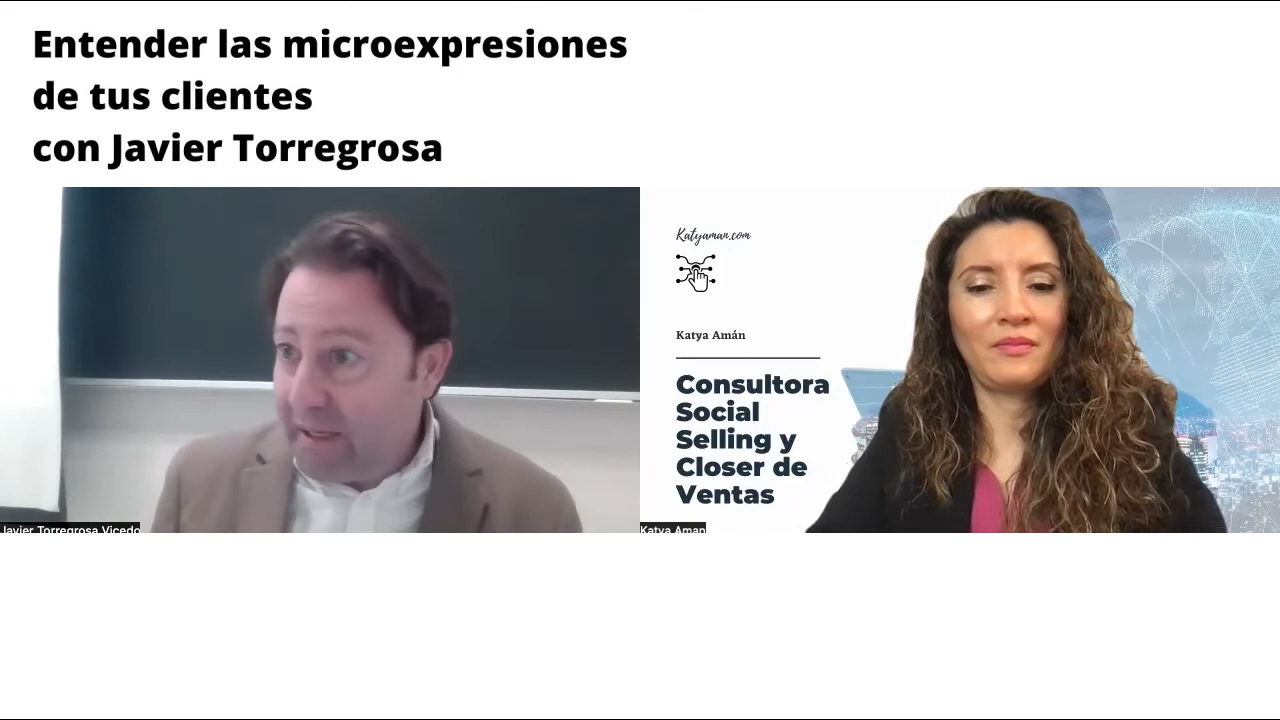 Entender las microexpresiones
de tus clientes
con Javier Torregrosa
Katyaman.com
Katya Amán
Consultora
Social
Selling y
Closer de
Ventas
Javier Torregrosa Vicedo
Katya Aman